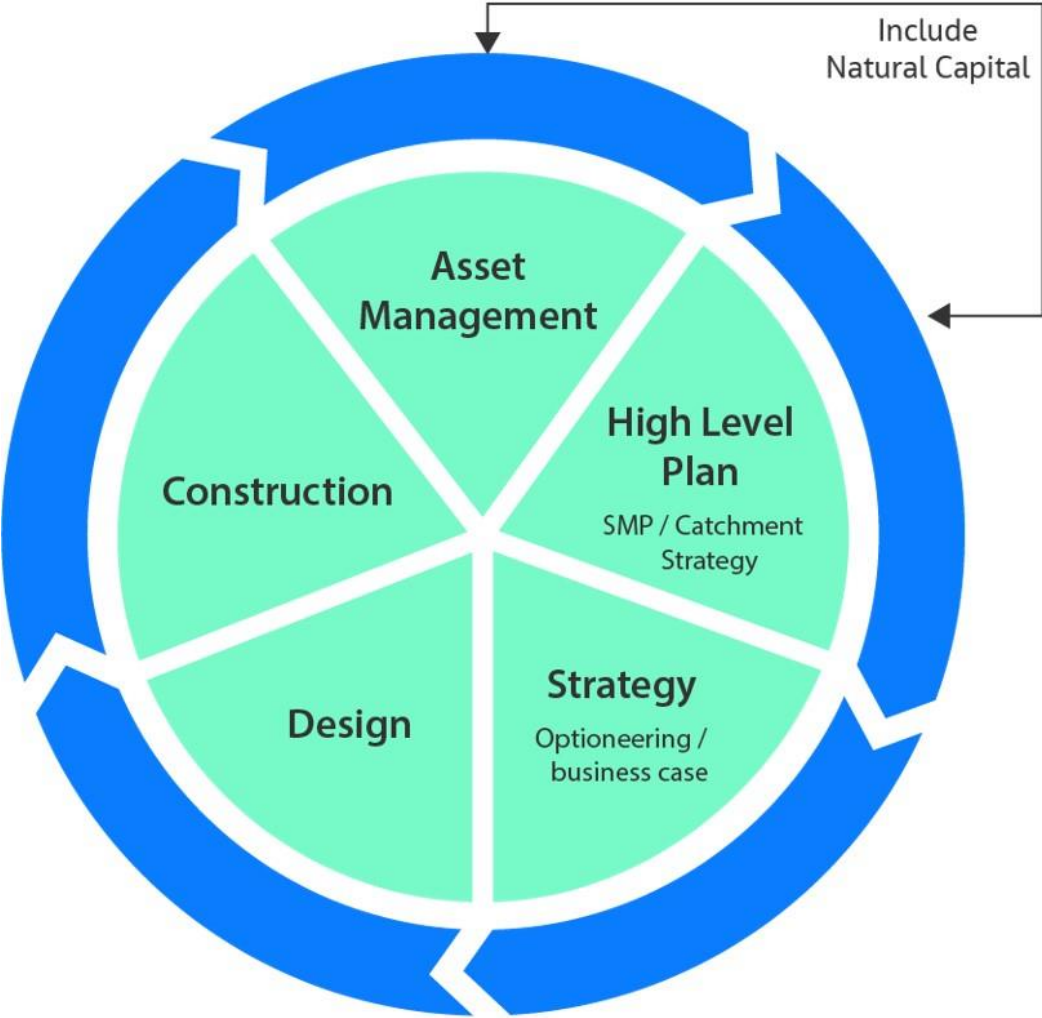 Include
Natural Capital
Asset
Management
High Level
Plan
SMP / Catchment
Strategy
Strategy
Optioneering /
business case
Design
Construction